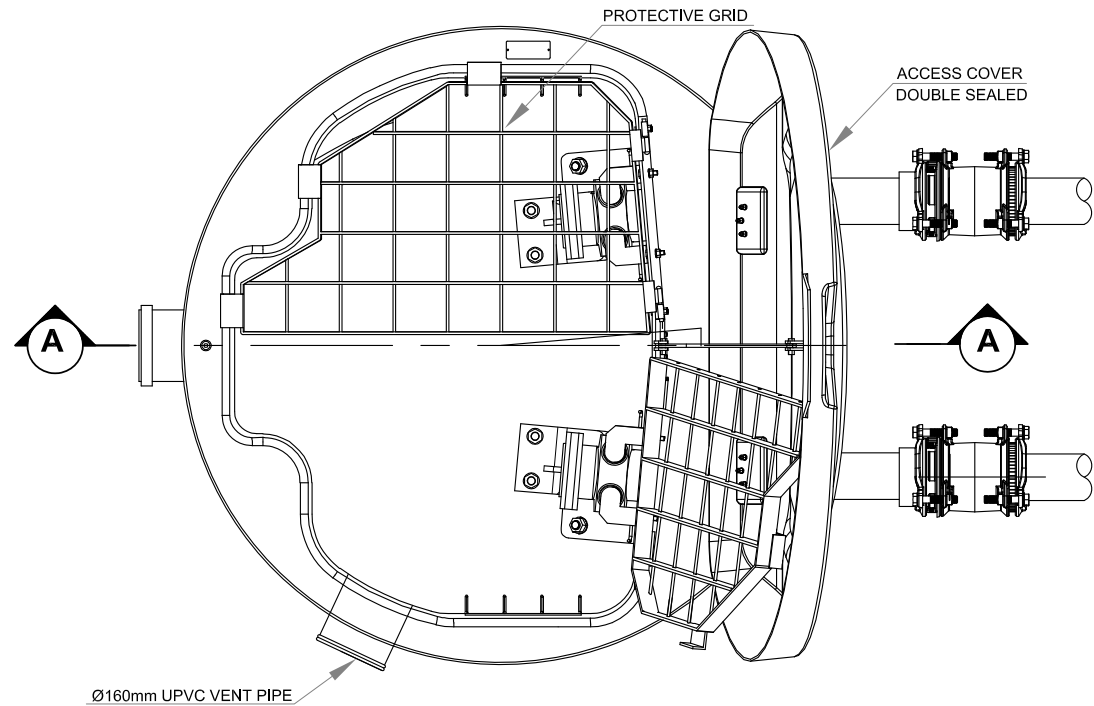 PROTECTIVE GRID
ACCESS COVER
DOUBLE SEALED
A
A
Ø160mm UPVC VENT PIPE